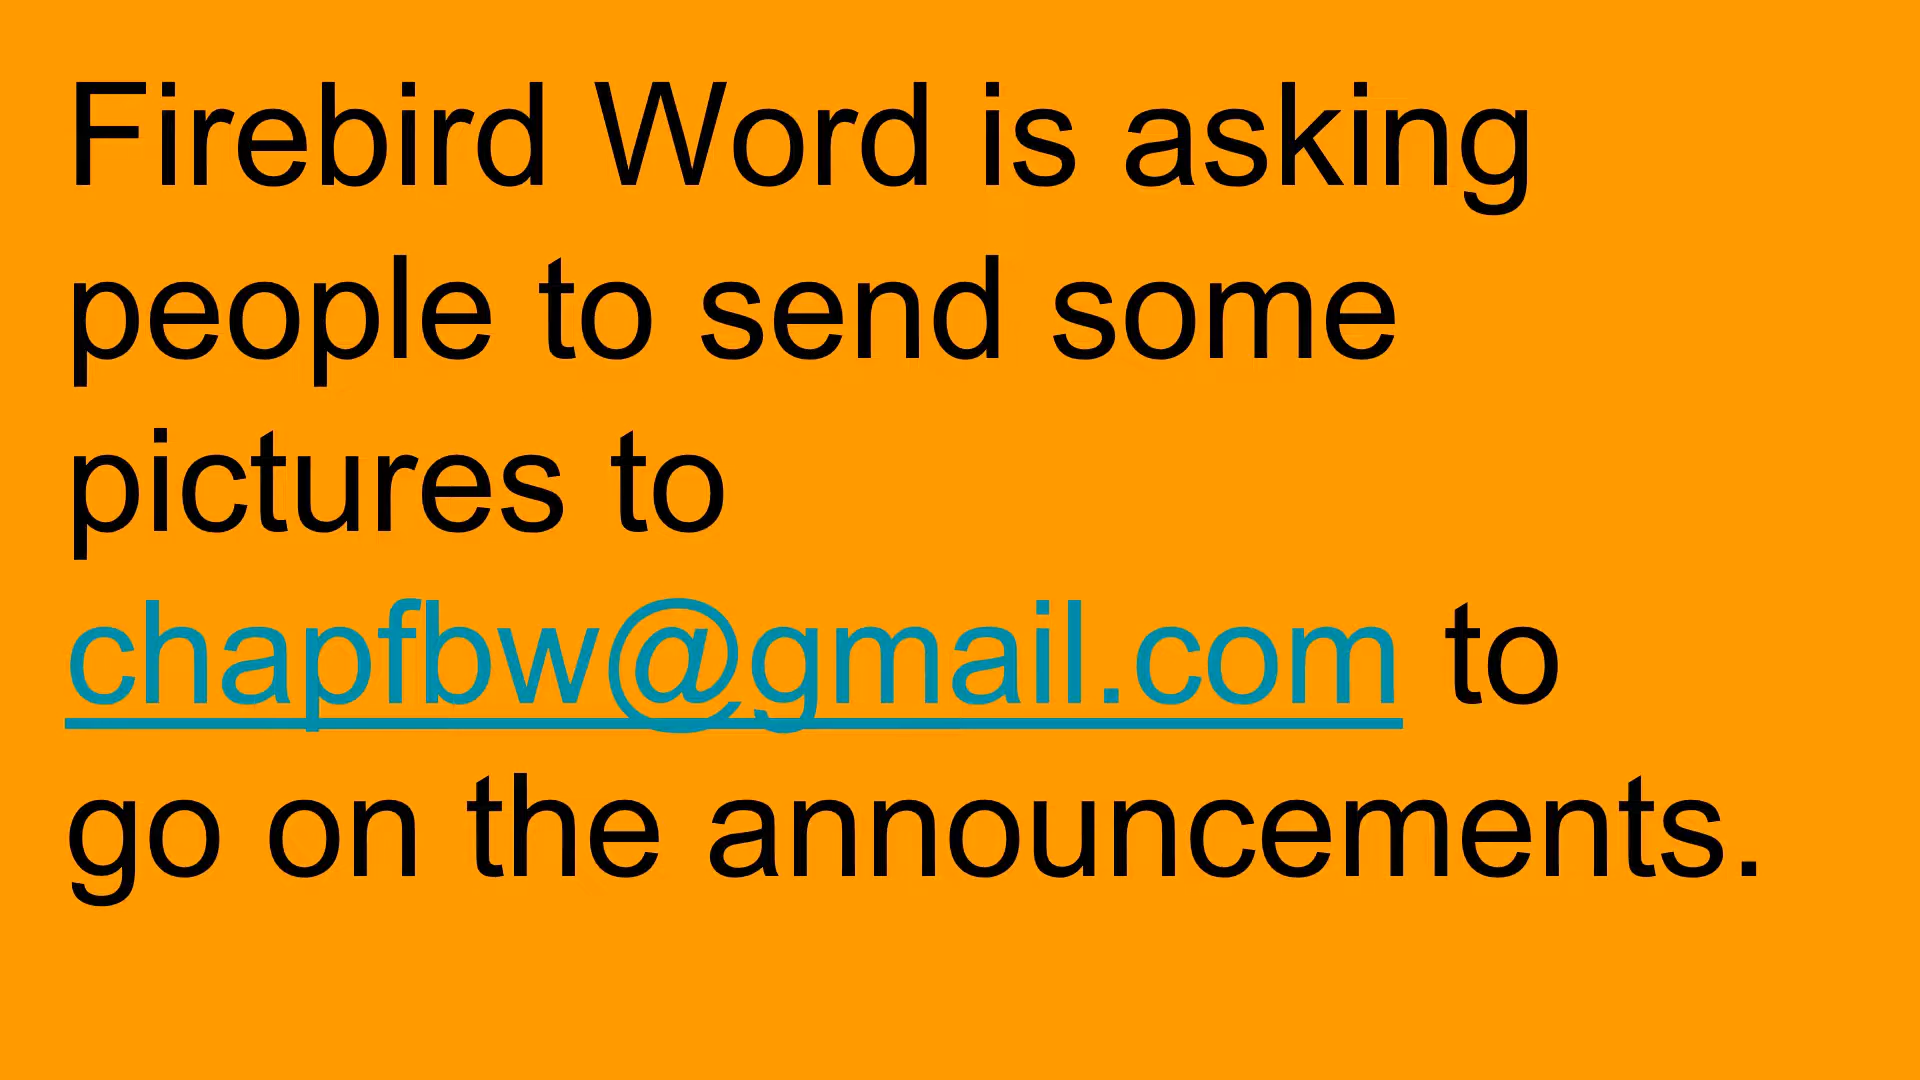 Firebird Word is asking
people to send some
pictures to
chapfbw@gmail.com to
go on the announcements.